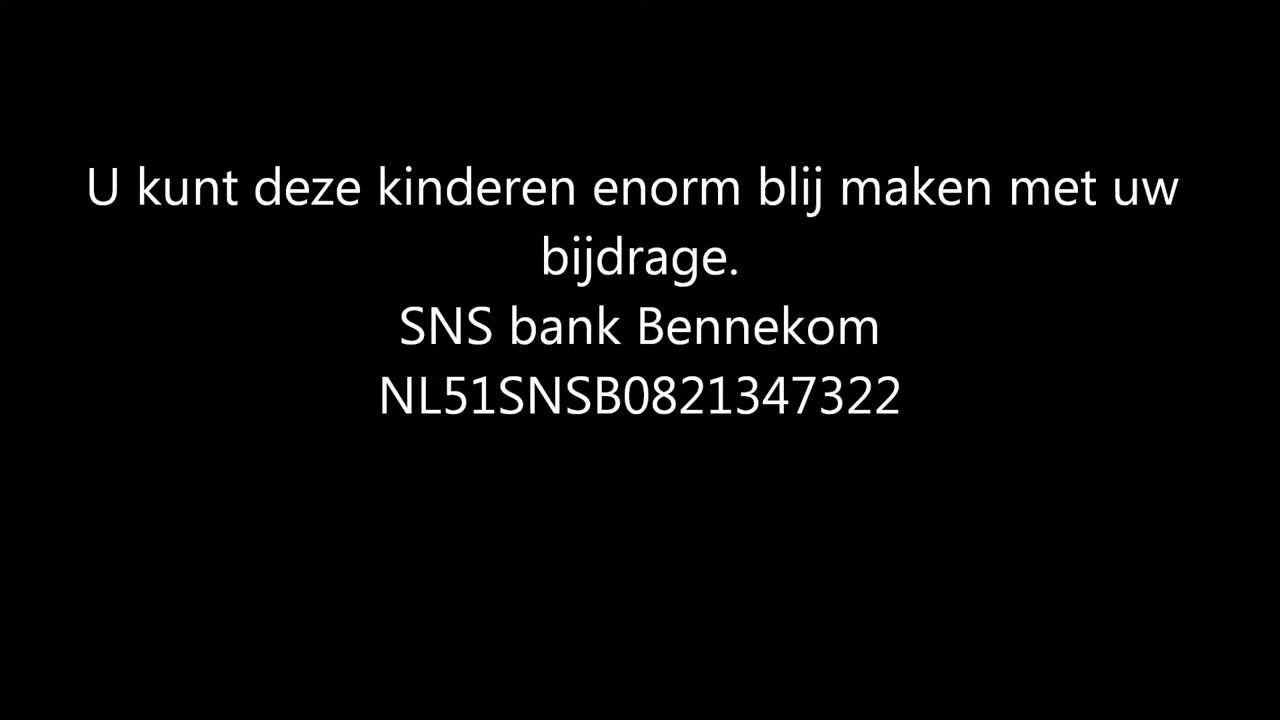 U kunt deze kinderen enorm blij maken met uw
bijdrage.
SNS bank Bennekom
NL51SNSB0821347322